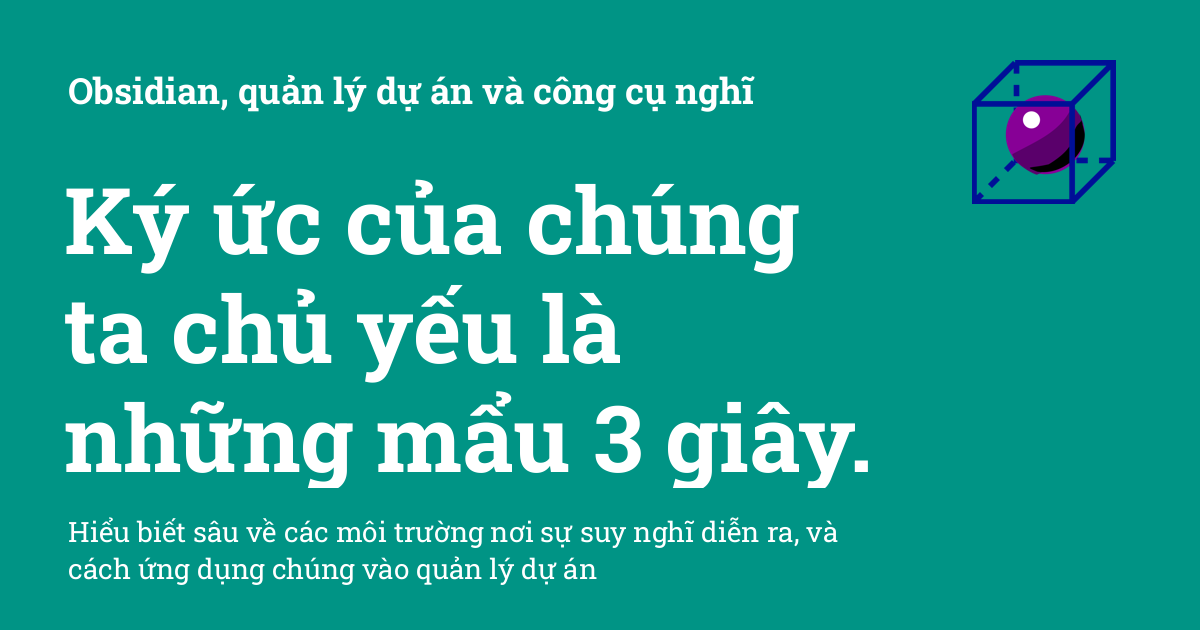 Obsidian, quản lý dự án và công cụ nghĩ
Ký ức của chúng
ta chủ yếu là
những mẩu 3 giây.
Hiểu biết sâu về các môi trường nơi sự suy nghĩ diễn ra, và
cách ứng dụng chúng vào quản lý dự án